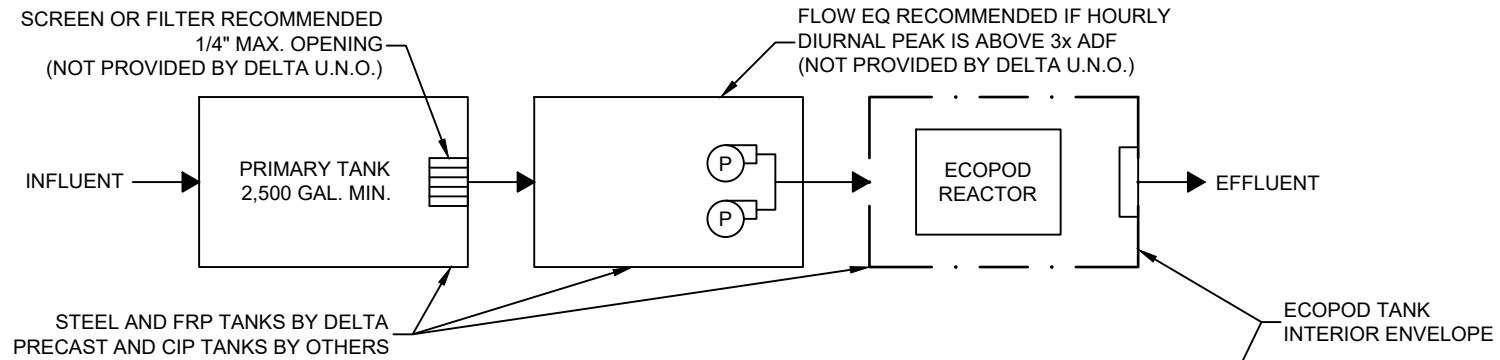 SCREEN OR FILTER RECOMMENDED
1/4" MAX. OPENING
(NOT PROVIDED BY DELTA U.N.O.)
FLOW EQ RECOMMENDED IF HOURLY
DIURNAL PEAK IS ABOVE 3x ADF
(NOT PROVIDED BY DELTA U.N.O.)
INFLUENT
PRIMARY TANK
2,500 GAL. MIN.
P
P
ECOPOD
REACTOR
EFFLUENT
STEEL AND FRP TANKS BY DELTA
PRECAST AND CIP TANKS BY OTHERS
ECOPOD TANK
INTERIOR ENVELOPE